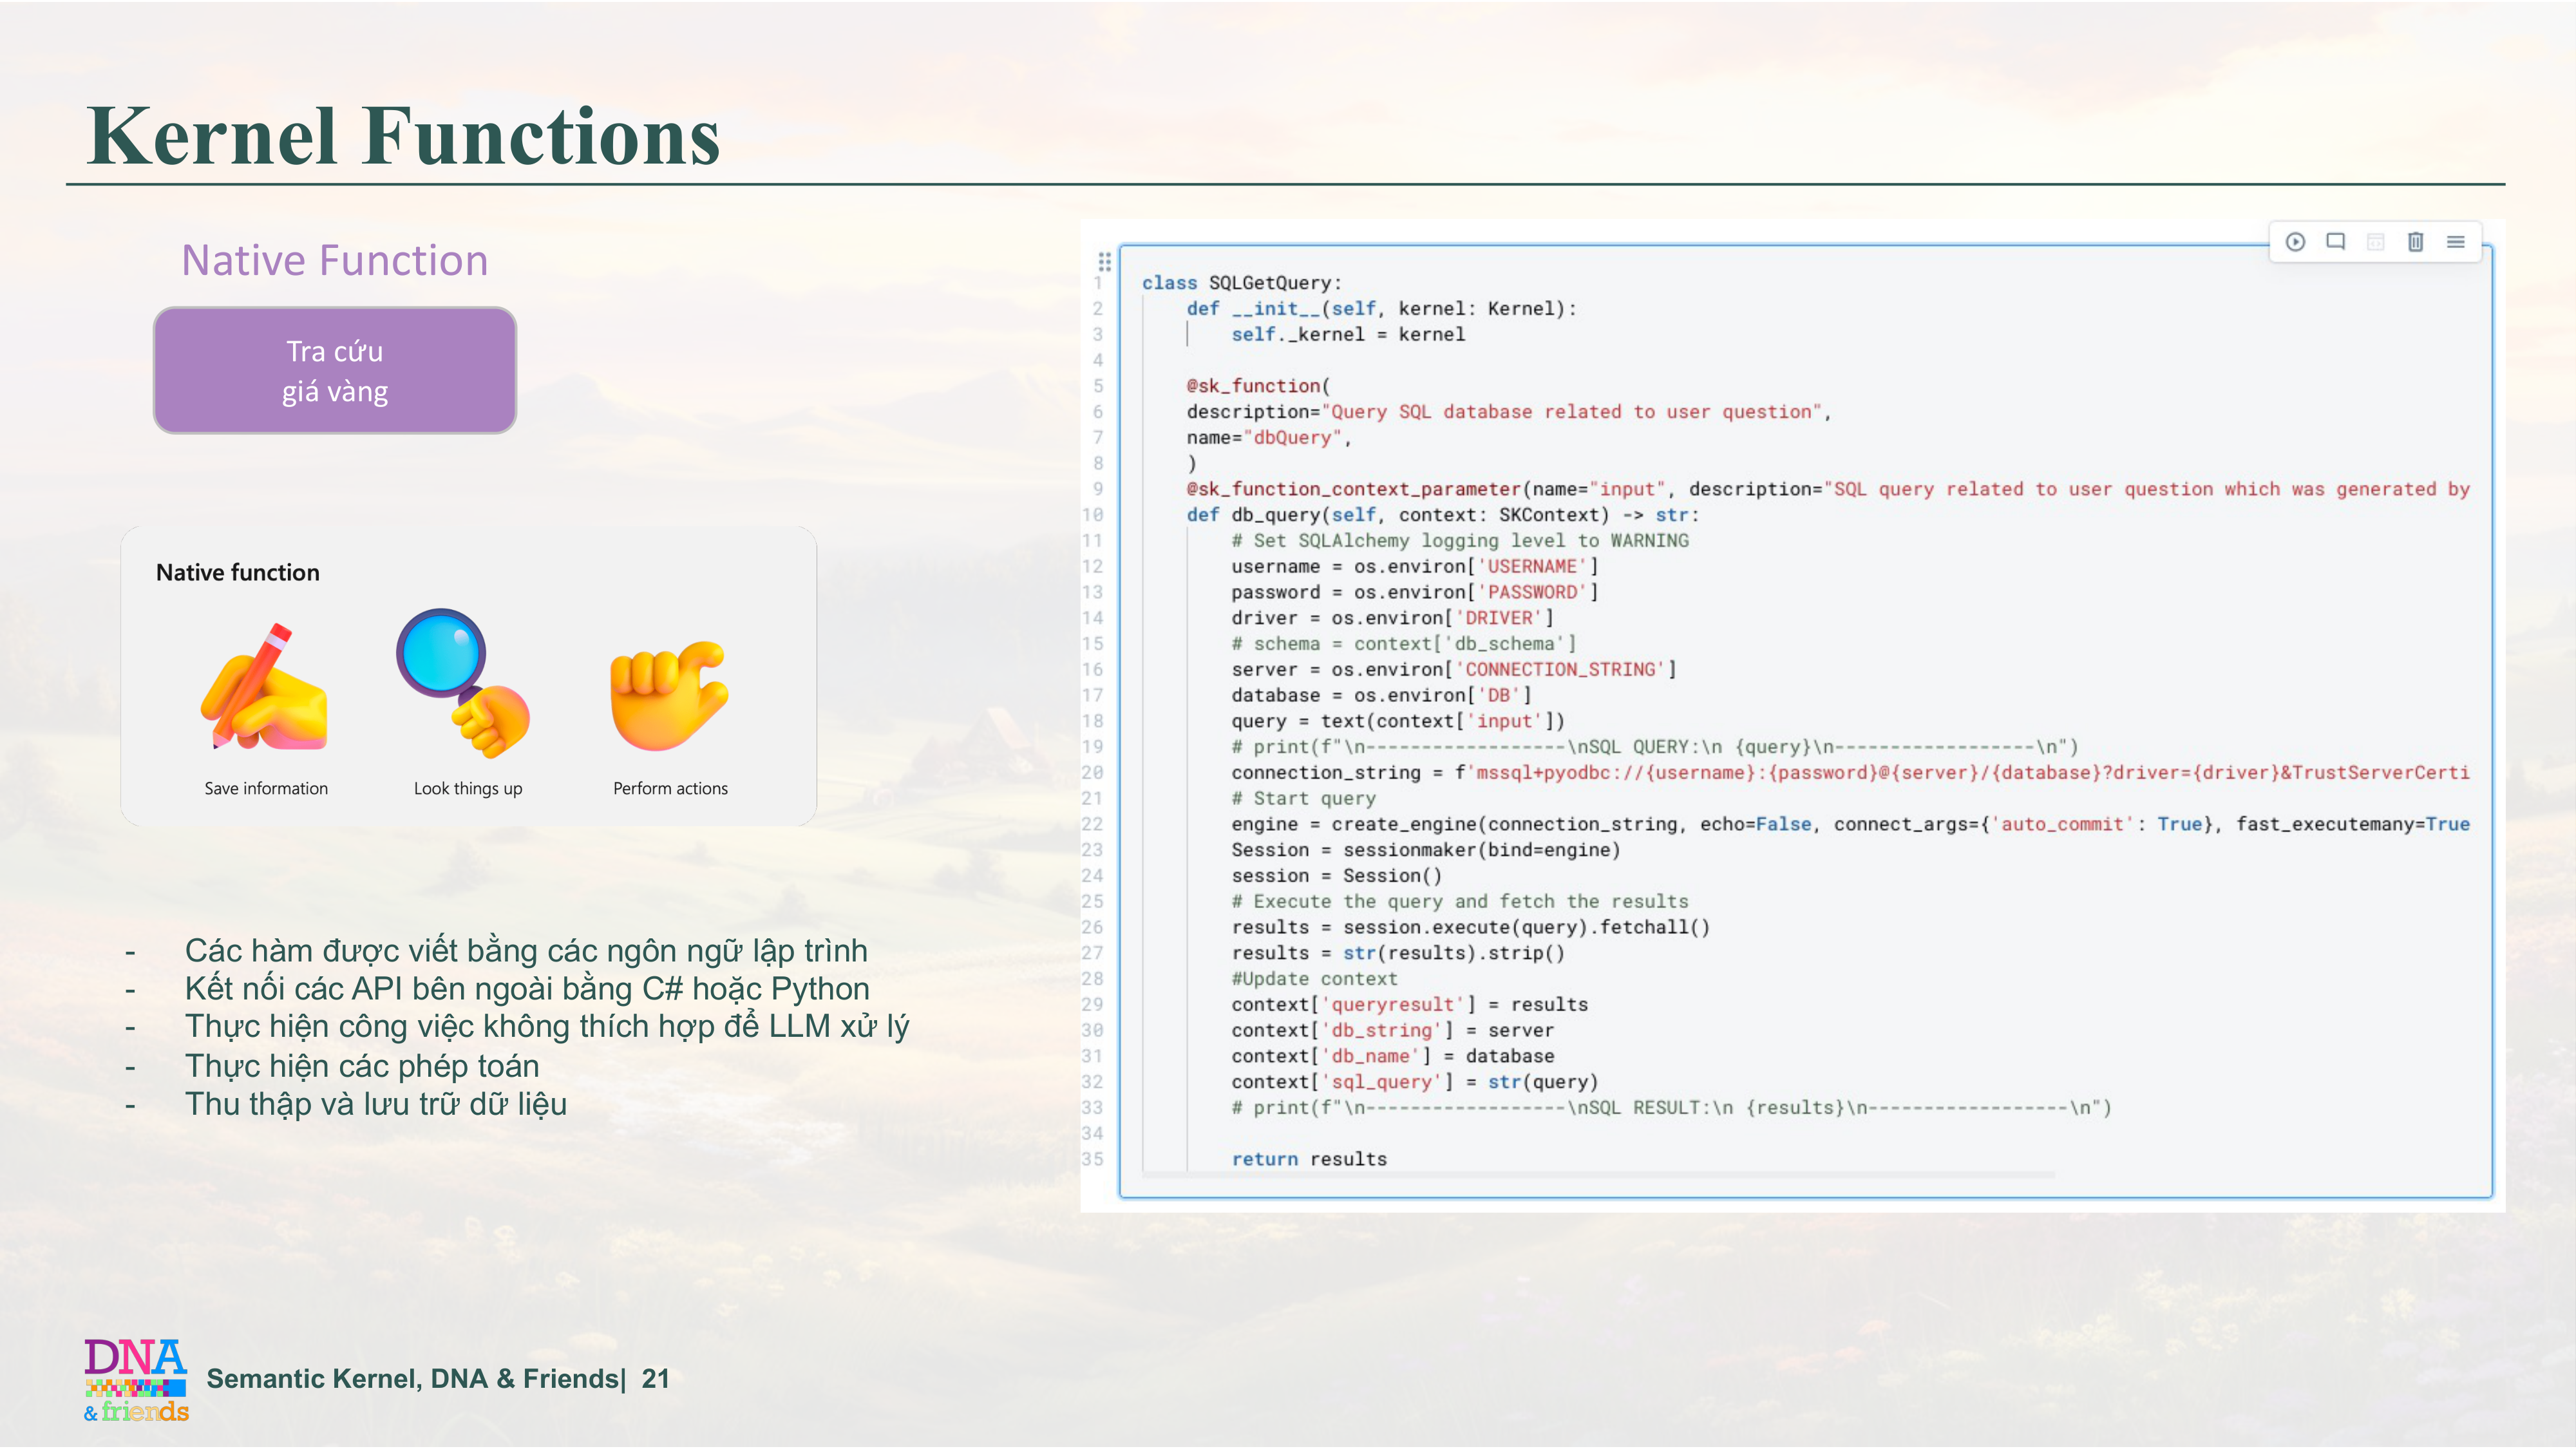 Kernel Functions
Native Function
Tra cứu
giá vàng
Native function
Save information
Look things up
Perform actions
- Các hàm được viết bằng các ngôn ngữ lập trình
- Kết nối các API bên ngoài bằng C# hoặc Python
- Thực hiện công việc không thích hợp để LLM xử lý
- Thực hiện các phép toán
- Thu thập và lưu trữ dữ liệu
1 class SQLGetQuery:
2 def __init__(self, kernel: Kernel):
3 self._kernel = kernel
4
5 @sk_function(
6 description="Query SQL database related to user question",
7 name="dbQuery",
8 )
9 @sk_function_context_parameter(name="input", description="SQL query related to user question which was generated by
10 def db_query(self, context: SKContext) -> str:
11 # Set SQLAlchemy logging level to WARNING
12 username = os.environ['USERNAME']
13 password = os.environ['PASSWORD']
14 driver = os.environ['DRIVER']
15 # schema = context['db_schema']
16 server = os.environ['CONNECTION_STRING']
17 database = os.environ['DB']
18 query = text(context['input'])
19 # print(f"\n------------------\nSQL QUERY:\n {query}\n------------------\n")
20 connection_string = f'mssql+pyodbc://{username}:{password}@{server}/{database}?driver={driver}&TrustServerCerti
21 # Start query
22 engine = create_engine(connection_string, echo=False, connect_args={'auto_commit': True}, fast_executemany=True
23 Session = sessionmaker(bind=engine)
24 session = Session()
25 # Execute the query and fetch the results
26 results = session.execute(query).fetchall()
27 results = str(results).strip()
28 #Update context
29 context['queryresult'] = results
30 context['db_string'] = server
31 context['db_name'] = database
32 context['sql_query'] = str(query)
33 # print(f"\n------------------\nSQL RESULT:\n {results}\n------------------\n")
34
35 return results
DNA
& friends
Semantic Kernel, DNA & Friends| 21